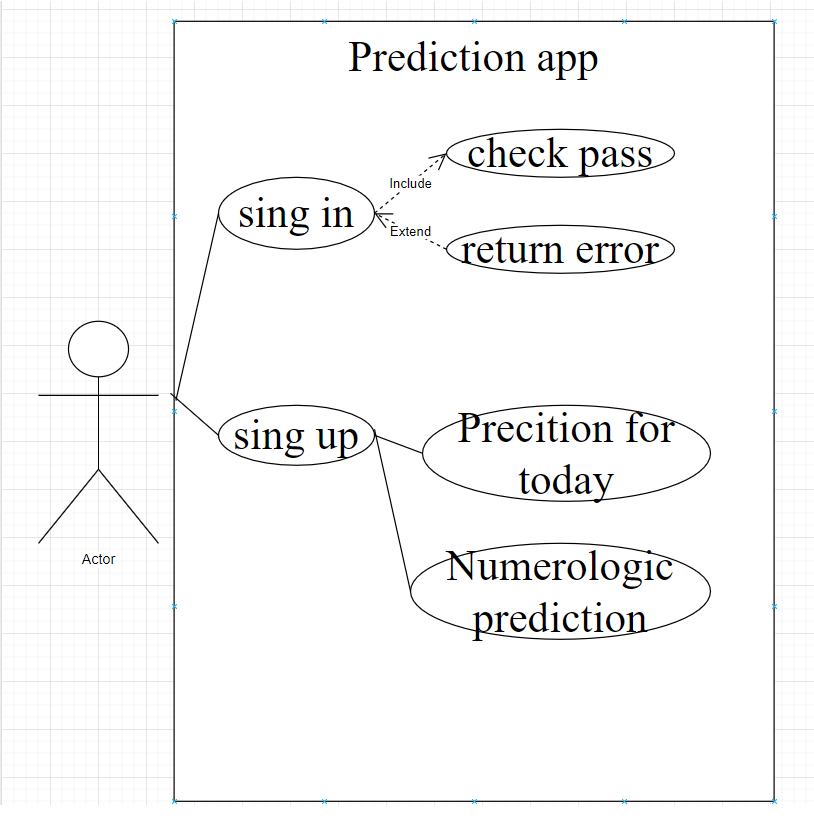 Prediction app
check pass
Include
sing in
Extend
return error
sing up
Precition for
today
Numerologic
prediction
Actor